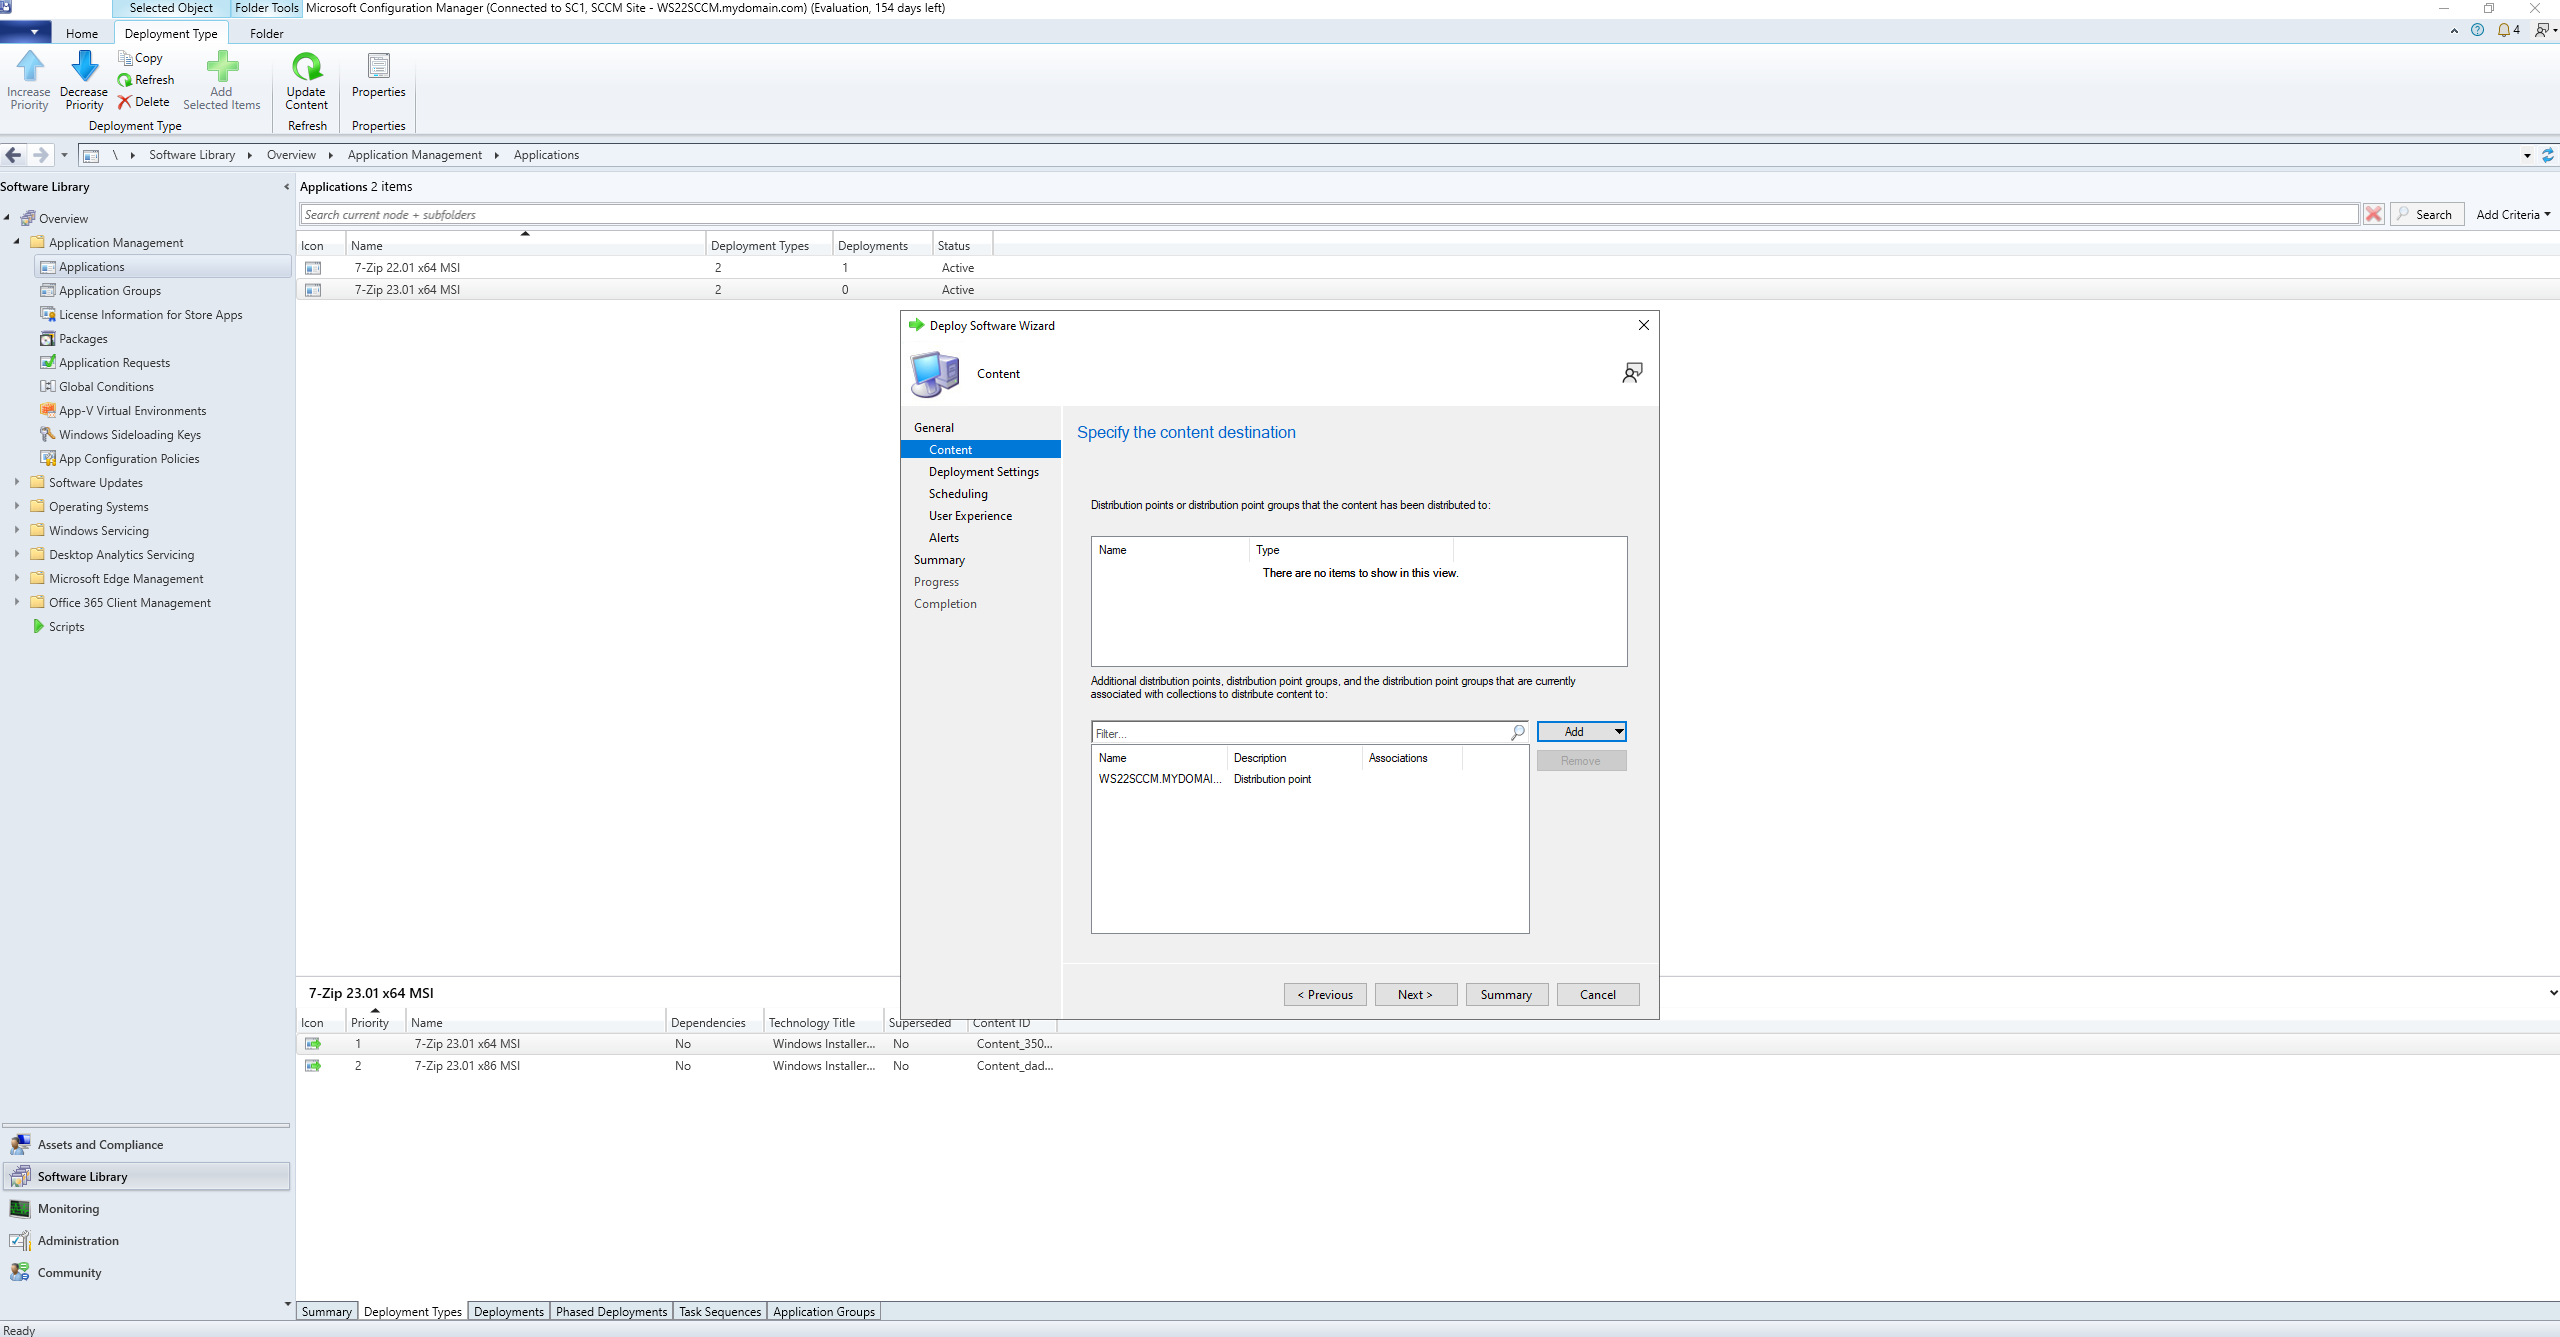 Selected Object Folder Tools Microsoft Configuration Manager (Connected to SC1, SCCM Site - WS22SCCM.mydomain.com) (Evaluation, 154 days left)
Home Deployment Type Folder 4
Increase Priority
Decrease Priority
Copy
Refresh
Delete
Add Selected Items
Update Content
Properties
Deployment Type Refresh Properties
\ Software Library Overview Application Management Applications
Software Library
Overview
Application Management
Applications
Application Groups
License Information for Store Apps
Packages
Application Requests
Global Conditions
App-V Virtual Environments
Windows Sideloading Keys
App Configuration Policies
Software Updates
Operating Systems
Windows Servicing
Desktop Analytics Servicing
Microsoft Edge Management
Office 365 Client Management
Scripts
Assets and Compliance
Software Library
Monitoring
Administration
Community
Applications 2 items
Search current node + subfolders Search Add Criteria
Icon Name Deployment Types Deployments Status
7-Zip 22.01 x64 MSI 2 1 Active
7-Zip 23.01 x64 MSI 2 0 Active
Deploy Software Wizard
Content
General
Content
Deployment Settings
Scheduling
User Experience
Alerts
Summary
Progress
Completion
Specify the content destination
Distribution points or distribution point groups that the content has been distributed to:
Name Type
There are no items to show in this view.
Additional distribution points, distribution point groups, and the distribution point groups that are currently
associated with collections to distribute content to:
Filter... Add
Name Description Associations Remove
WS22SCCM.MYDOMAI... Distribution point
< Previous Next > Summary Cancel
7-Zip 23.01 x64 MSI
Icon Priority Name Dependencies Technology Title Superseded Content ID
1 7-Zip 23.01 x64 MSI No Windows Installer... No Content_350...
2 7-Zip 23.01 x86 MSI No Windows Installer... No Content_dad...
Summary Deployment Types Deployments Phased Deployments Task Sequences Application Groups
Ready